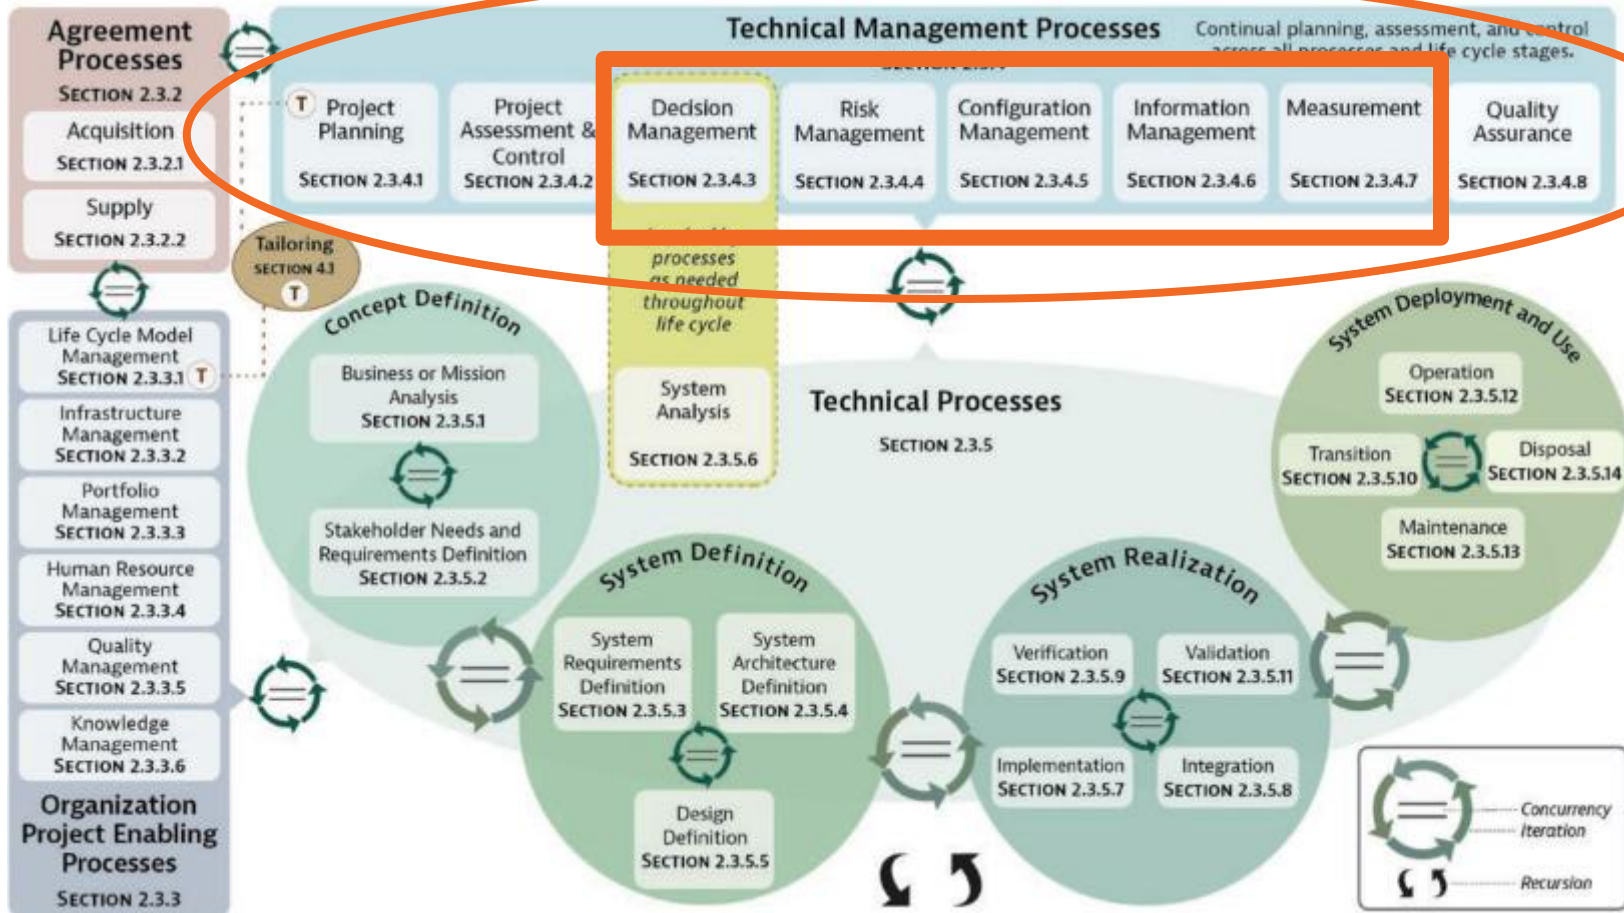 Agreement
Processes
SECTION 2.3.2
Acquisition
SECTION 2.3.2.1
Supply
SECTION 2.3.2.2
Technical Management Processes
Continual planning, assessment, and control
across all processes and life cycle stages.
T
Project
Planning
SECTION 2.3.4.1
Project
Assessment &
Control
SECTION 2.3.4.2
Decision
Management
SECTION 2.3.4.3
Risk
Management
SECTION 2.3.4.4
Configuration
Management
SECTION 2.3.4.5
Information
Management
SECTION 2.3.4.6
Measurement
SECTION 2.3.4.7
Quality
Assurance
SECTION 2.3.4.8
Tailoring
SECTION 4.1
T
processes
as needed
throughout
life cycle
System
Analysis
SECTION 2.3.5.6
Life Cycle Model
Management
SECTION 2.3.3.1
T
Infrastructure
Management
SECTION 2.3.3.2
Portfolio
Management
SECTION 2.3.3.3
Human Resource
Management
SECTION 2.3.3.4
Quality
Management
SECTION 2.3.3.5
Knowledge
Management
SECTION 2.3.3.6
Organization
Project Enabling
Processes
SECTION 2.3.3
Concept Definition
Business or Mission
Analysis
SECTION 2.3.5.1
Stakeholder Needs and
Requirements Definition
SECTION 2.3.5.2
Technical Processes
SECTION 2.3.5
System Definition
System
Requirements
Definition
SECTION 2.3.5.3
System
Architecture
Definition
SECTION 2.3.5.4
Design
Definition
SECTION 2.3.5.5
System Realization
Verification
SECTION 2.3.5.9
Validation
SECTION 2.3.5.11
Implementation
SECTION 2.3.5.7
Integration
SECTION 2.3.5.8
System Deployment and Use
Operation
SECTION 2.3.5.12
Transition
SECTION 2.3.5.10
Disposal
SECTION 2.3.5.14
Maintenance
SECTION 2.3.5.13
Concurrency
Iteration
Recursion